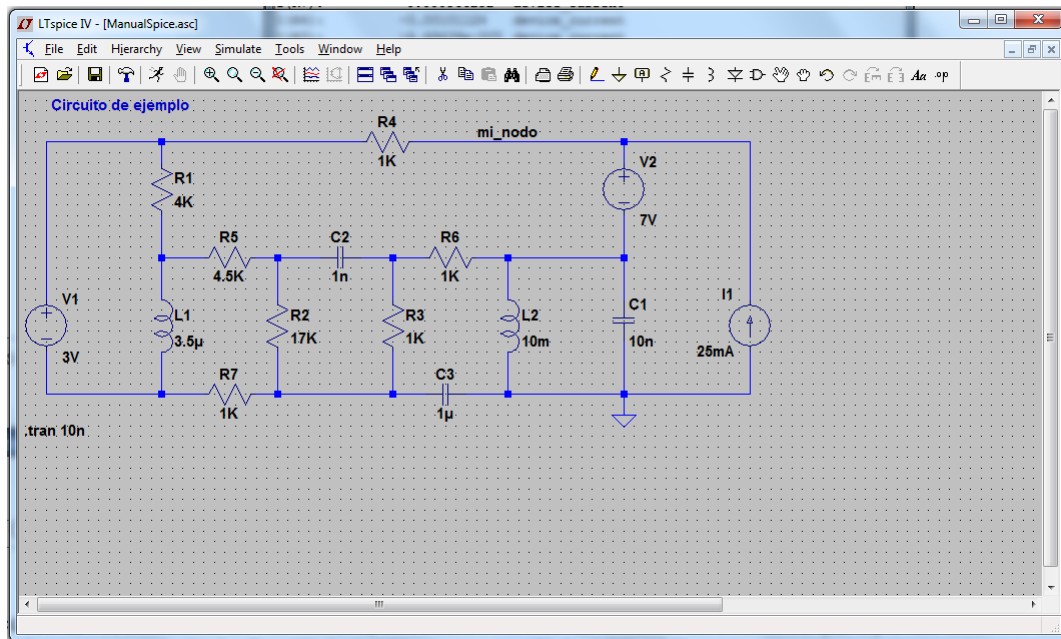 LTspice IV - [ManualSpice.asc]
File Edit Hierarchy View Simulate Tools Window Help
Aa .op
Circuito de ejemplo
R4
1K
mi_nodo
V2
7V
R1
4K
R5
4.5K
C2
1n
R6
1K
V1
3V
L1
3.5µ
R2
17K
R3
1K
L2
10m
C1
10n
I1
25mA
R7
1K
C3
1µ
.tran 10n